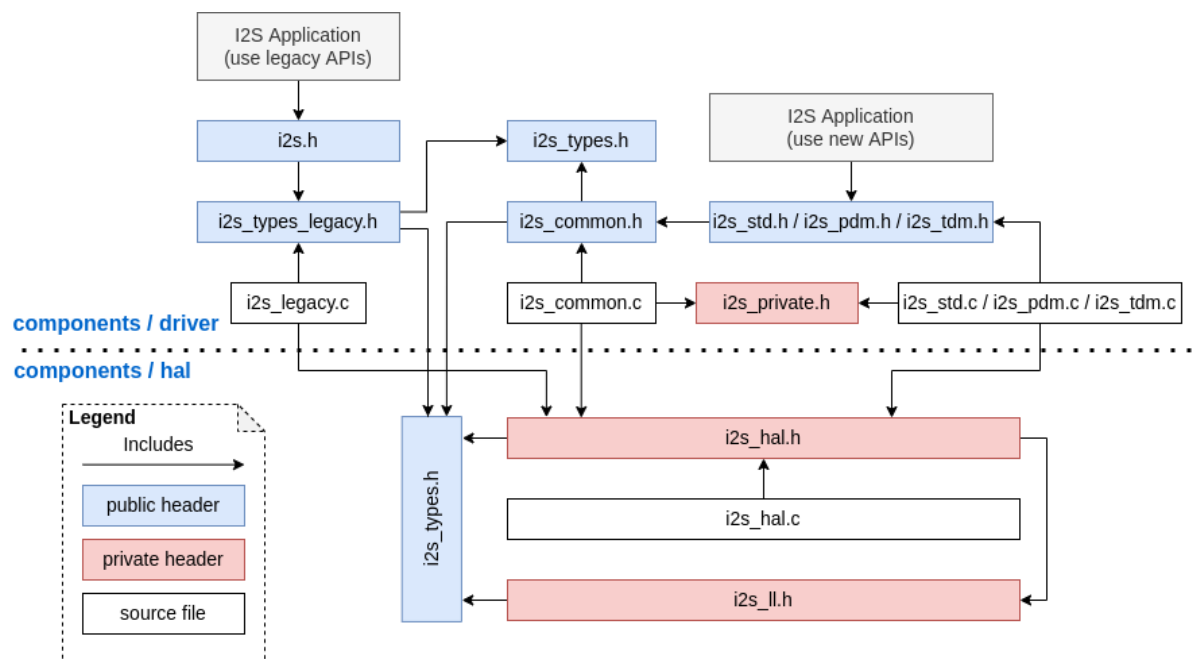 I2S Application
(use legacy APIs)
I2S Application
(use new APIs)
i2s.h
i2s_types.h
i2s_types_legacy.h
i2s_common.h
i2s_std.h / i2s_pdm.h / i2s_tdm.h
i2s_legacy.c
i2s_common.c
i2s_private.h
i2s_std.c / i2s_pdm.c / i2s_tdm.c
components / driver
components / hal
Legend
Includes
public header
private header
source file
i2s_types.h
i2s_hal.h
i2s_hal.c
i2s_ll.h